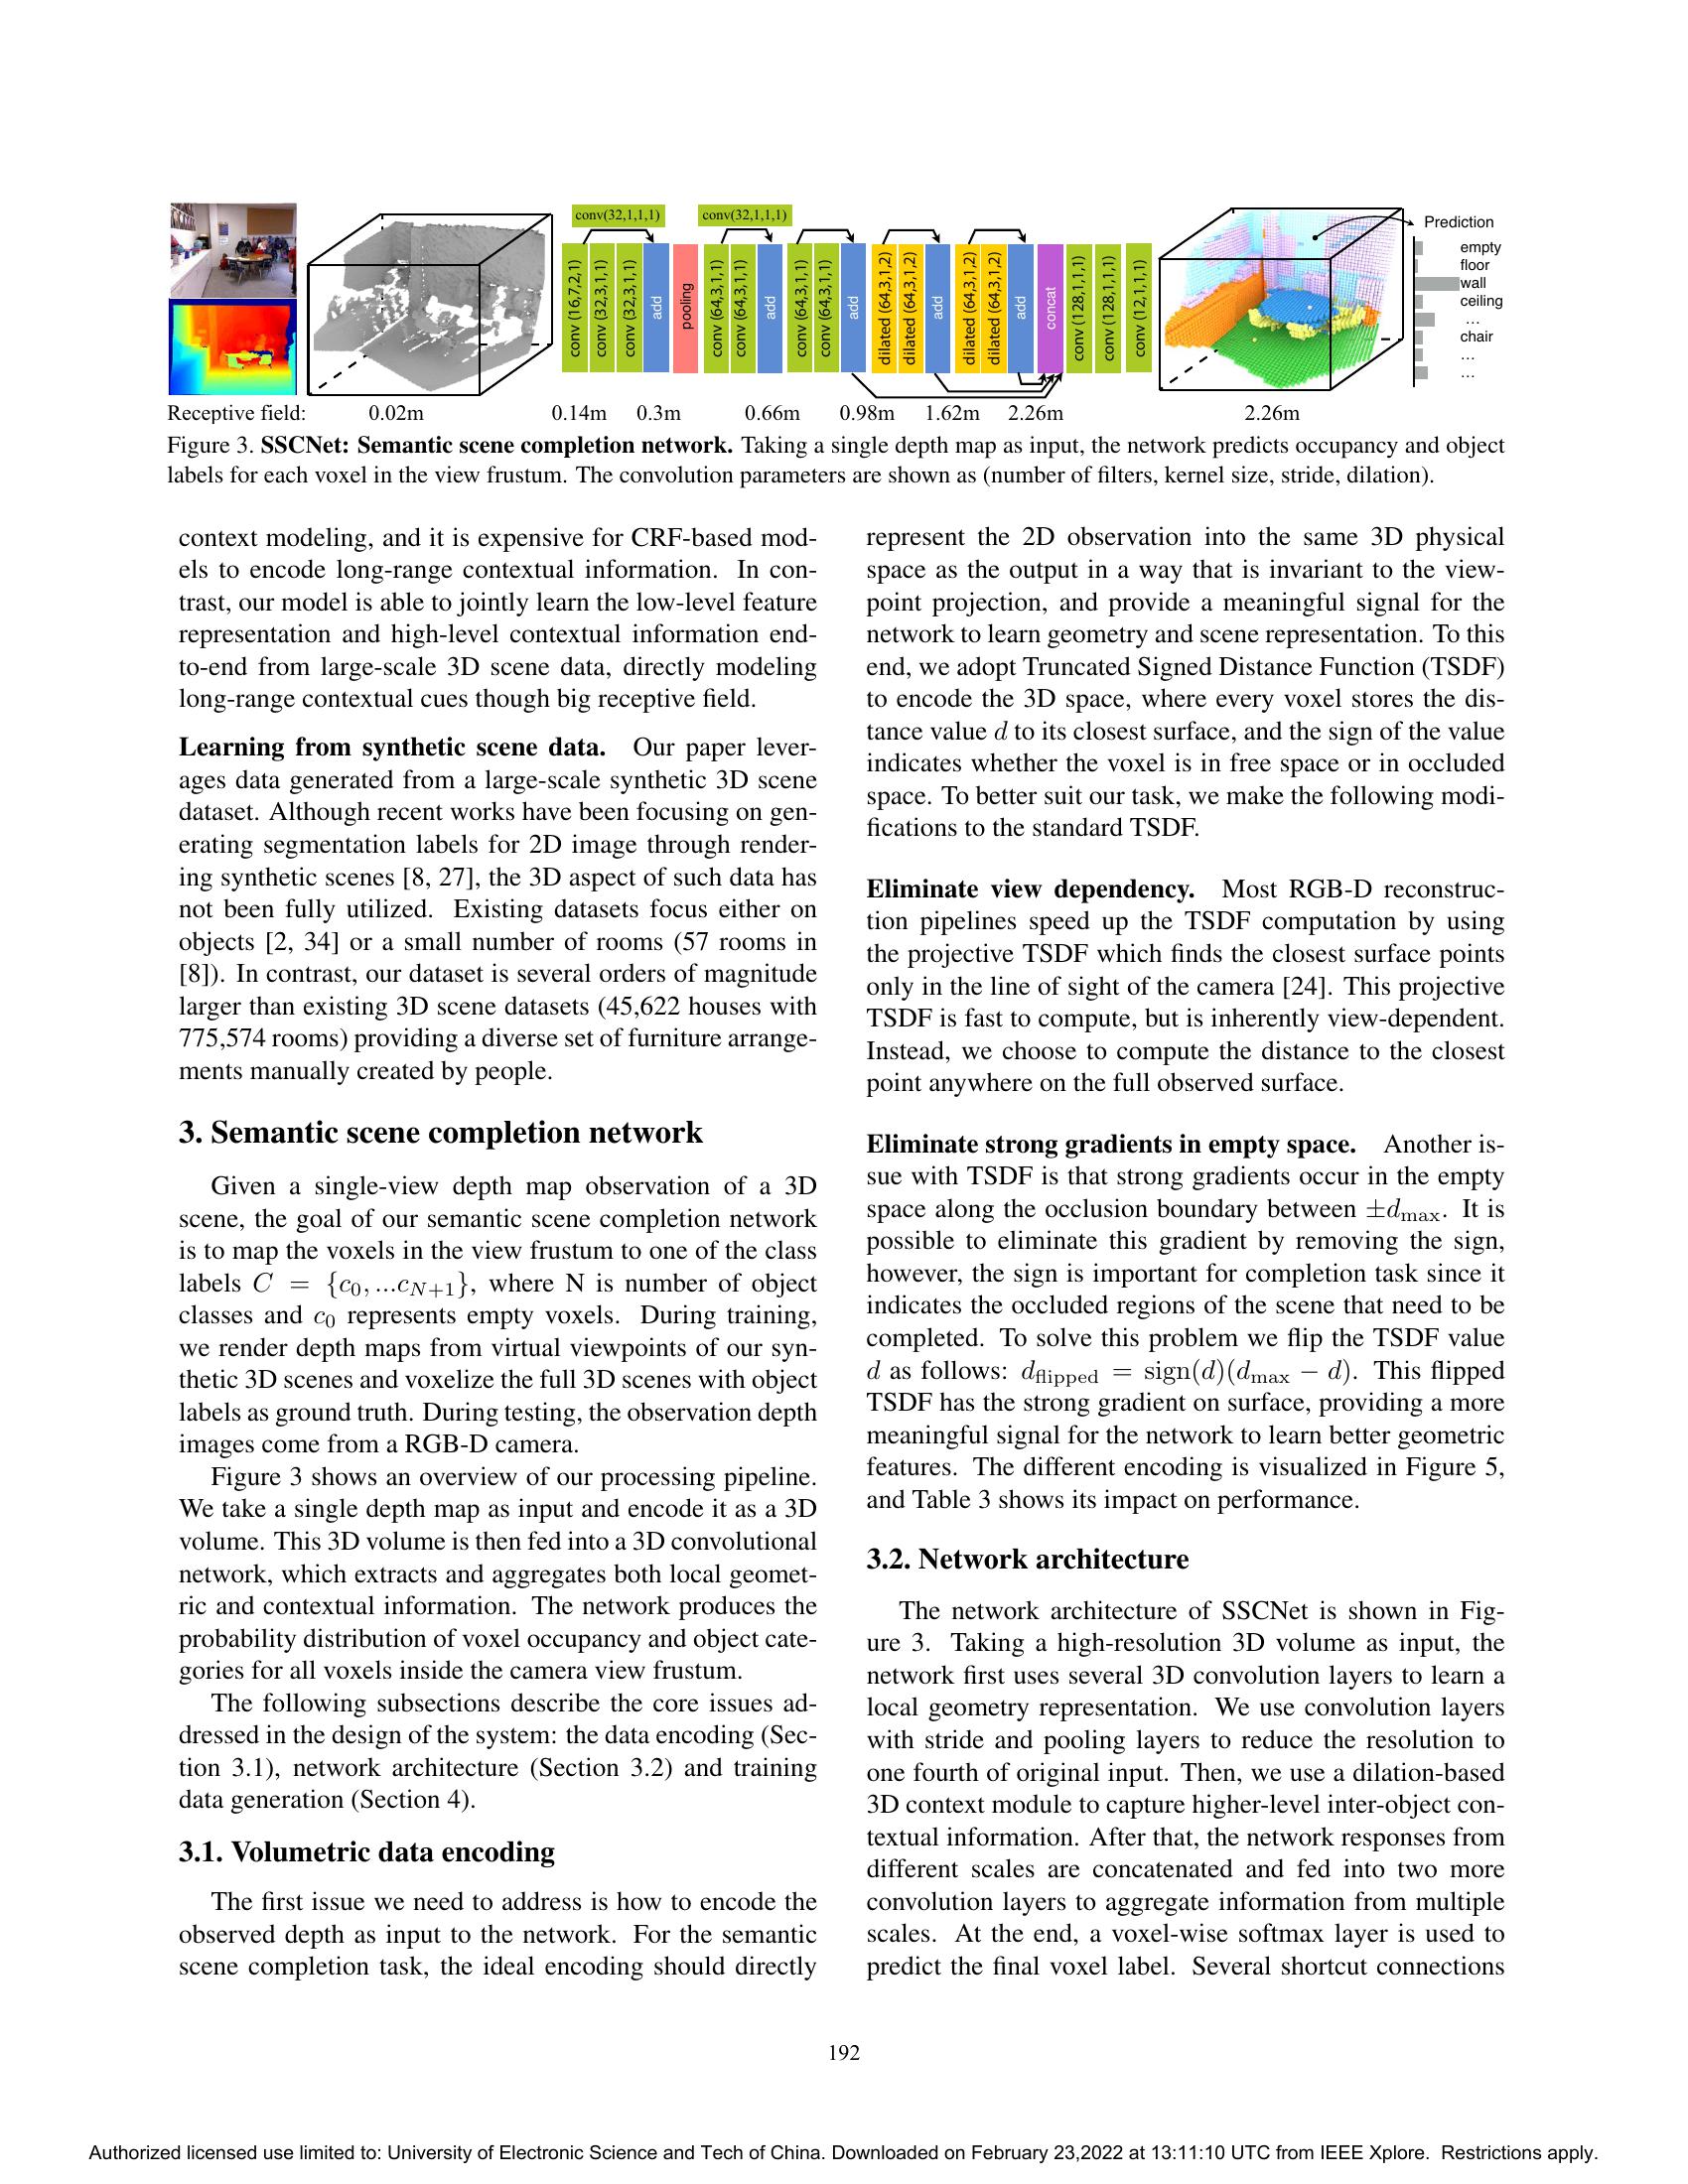 conv(32,1,1,1)
conv(32,1,1,1)
conv (16,7,2,1)
conv (32,3,1,1)
conv (32,3,1,1)
add
pooling
conv (64,3,1,1)
conv (64,3,1,1)
add
conv (64,3,1,1)
conv (64,3,1,1)
add
dilated (64,3,1,2)
dilated (64,3,1,2)
add
dilated (64,3,1,2)
dilated (64,3,1,2)
add
concat
conv (128,1,1,1)
conv (128,1,1,1)
conv (12,1,1,1)
Prediction
empty
floor
wall
ceiling
...
chair
...
...
Receptive field: 0.02m 0.14m 0.3m 0.66m 0.98m 1.62m 2.26m 2.26m
Figure 3. SSCNet: Semantic scene completion network. Taking a single depth map as input, the network predicts occupancy and object
labels for each voxel in the view frustum. The convolution parameters are shown as (number of filters, kernel size, stride, dilation).
context modeling, and it is expensive for CRF-based mod-
els to encode long-range contextual information. In con-
trast, our model is able to jointly learn the low-level feature
representation and high-level contextual information end-
to-end from large-scale 3D scene data, directly modeling
long-range contextual cues though big receptive field.
Learning from synthetic scene data. Our paper lever-
ages data generated from a large-scale synthetic 3D scene
dataset. Although recent works have been focusing on gen-
erating segmentation labels for 2D image through render-
ing synthetic scenes [8, 27], the 3D aspect of such data has
not been fully utilized. Existing datasets focus either on
objects [2, 34] or a small number of rooms (57 rooms in
[8]). In contrast, our dataset is several orders of magnitude
larger than existing 3D scene datasets (45,622 houses with
775,574 rooms) providing a diverse set of furniture arrange-
ments manually created by people.
3. Semantic scene completion network
Given a single-view depth map observation of a 3D
scene, the goal of our semantic scene completion network
is to map the voxels in the view frustum to one of the class
labels C = {c0, ...cN+1}, where N is number of object
classes and c0 represents empty voxels. During training,
we render depth maps from virtual viewpoints of our syn-
thetic 3D scenes and voxelize the full 3D scenes with object
labels as ground truth. During testing, the observation depth
images come from a RGB-D camera.
Figure 3 shows an overview of our processing pipeline.
We take a single depth map as input and encode it as a 3D
volume. This 3D volume is then fed into a 3D convolutional
network, which extracts and aggregates both local geomet-
ric and contextual information. The network produces the
probability distribution of voxel occupancy and object cate-
gories for all voxels inside the camera view frustum.
The following subsections describe the core issues ad-
dressed in the design of the system: the data encoding (Sec-
tion 3.1), network architecture (Section 3.2) and training
data generation (Section 4).
3.1. Volumetric data encoding
The first issue we need to address is how to encode the
observed depth as input to the network. For the semantic
scene completion task, the ideal encoding should directly
represent the 2D observation into the same 3D physical
space as the output in a way that is invariant to the view-
point projection, and provide a meaningful signal for the
network to learn geometry and scene representation. To this
end, we adopt Truncated Signed Distance Function (TSDF)
to encode the 3D space, where every voxel stores the dis-
tance value d to its closest surface, and the sign of the value
indicates whether the voxel is in free space or in occluded
space. To better suit our task, we make the following modi-
fications to the standard TSDF.
Eliminate view dependency. Most RGB-D reconstruc-
tion pipelines speed up the TSDF computation by using
the projective TSDF which finds the closest surface points
only in the line of sight of the camera [24]. This projective
TSDF is fast to compute, but is inherently view-dependent.
Instead, we choose to compute the distance to the closest
point anywhere on the full observed surface.
Eliminate strong gradients in empty space. Another is-
sue with TSDF is that strong gradients occur in the empty
space along the occlusion boundary between ±dmax. It is
possible to eliminate this gradient by removing the sign,
however, the sign is important for completion task since it
indicates the occluded regions of the scene that need to be
completed. To solve this problem we flip the TSDF value
d as follows: dflipped = sign(d)(dmax − d). This flipped
TSDF has the strong gradient on surface, providing a more
meaningful signal for the network to learn better geometric
features. The different encoding is visualized in Figure 5,
and Table 3 shows its impact on performance.
3.2. Network architecture
The network architecture of SSCNet is shown in Fig-
ure 3. Taking a high-resolution 3D volume as input, the
network first uses several 3D convolution layers to learn a
local geometry representation. We use convolution layers
with stride and pooling layers to reduce the resolution to
one fourth of original input. Then, we use a dilation-based
3D context module to capture higher-level inter-object con-
textual information. After that, the network responses from
different scales are concatenated and fed into two more
convolution layers to aggregate information from multiple
scales. At the end, a voxel-wise softmax layer is used to
predict the final voxel label. Several shortcut connections
192
Authorized licensed use limited to: University of Electronic Science and Tech of China. Downloaded on February 23,2022 at 13:11:10 UTC from IEEE Xplore. Restrictions apply.